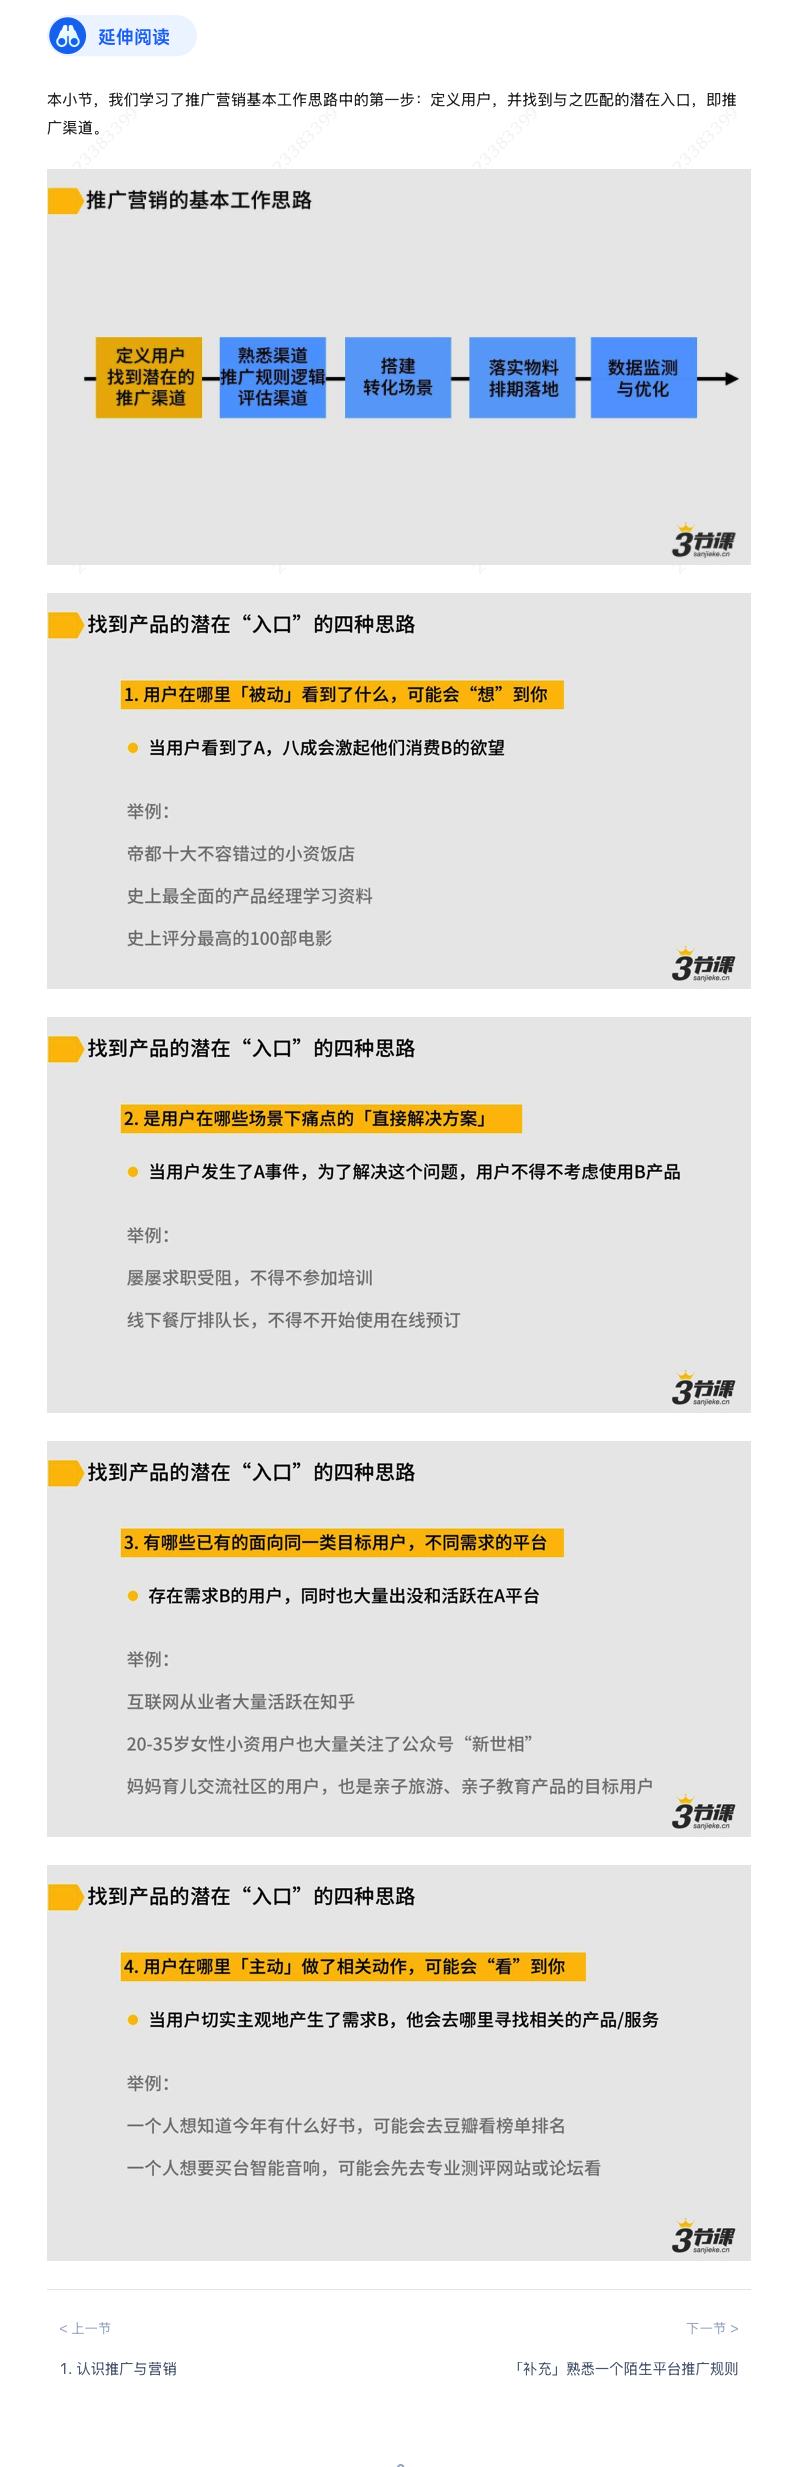 延伸阅读
本小节，我们学习了推广营销基本工作思路中的第一步：定义用户，并找到与之匹配的潜在入口，即推
广渠道。
23383399
23383399
23383399
23383399
推广营销的基本工作思路
定义用户
找到潜在的
推广渠道
熟悉渠道
推广规则逻辑
评估渠道
搭建
转化场景
落实物料
排期落地
数据监测
与优化
3节课
sanjieke.cn
找到产品的潜在“入口”的四种思路
1. 用户在哪里「被动」看到了什么，可能会“想”到你
当用户看到了A，八成会激起他们消费B的欲望
举例：
帝都十大不容错过的小资饭店
史上最全面的产品经理学习资料
史上评分最高的100部电影
3节课
sanjieke.cn
找到产品的潜在“入口”的四种思路
2. 是用户在哪些场景下痛点的「直接解决方案」
当用户发生了A事件，为了解决这个问题，用户不得不考虑使用B产品
举例：
屡屡求职受阻，不得不参加培训
线下餐厅排队长，不得不开始使用在线预订
3节课
sanjieke.cn
找到产品的潜在“入口”的四种思路
3. 有哪些已有的面向同一类目标用户，不同需求的平台
存在需求B的用户，同时也大量出没和活跃在A平台
举例：
互联网从业者大量活跃在知乎
20-35岁女性小资用户也大量关注了公众号“新世相”
妈妈育儿交流社区的用户，也是亲子旅游、亲子教育产品的目标用户
3节课
sanjieke.cn
找到产品的潜在“入口”的四种思路
4. 用户在哪里「主动」做了相关动作，可能会“看”到你
当用户切实主观地产生了需求B，他会去哪里寻找相关的产品/服务
举例：
一个人想知道今年有什么好书，可能会去豆瓣看榜单排名
一个人想要买台智能音响，可能会先去专业测评网站或论坛看
3节课
sanjieke.cn
< 上一节
下一节 >
1. 认识推广与营销
「补充」熟悉一个陌生平台推广规则